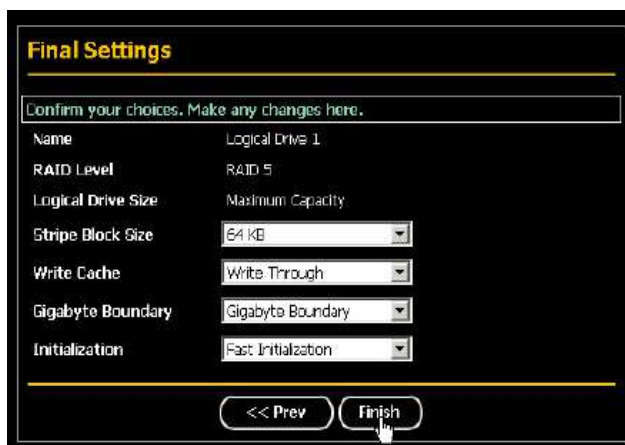 Final Settings
Confirm your choices. Make any changes here.
Name Logical Drive 1
RAID Level RAID 5
Logical Drive Size Maximum Capacity
Stripe Block Size 64 KB
Write Cache Write Through
Gigabyte Boundary Gigabyte Boundary
Initialization Fast Initialization
<< Prev Finish